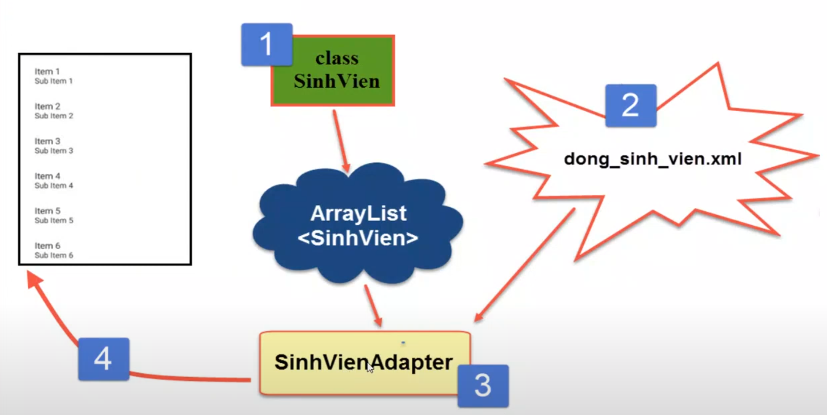 Item 1
Sub Item 1
Item 2
Sub Item 2
Item 3
Sub Item 3
Item 4
Sub Item 4
Item 5
Sub Item 5
Item 6
Sub Item 6
1
class
SinhVien
2
dong_sinh_vien.xml
ArrayList
<SinhVien>
SinhVienAdapter
3
4